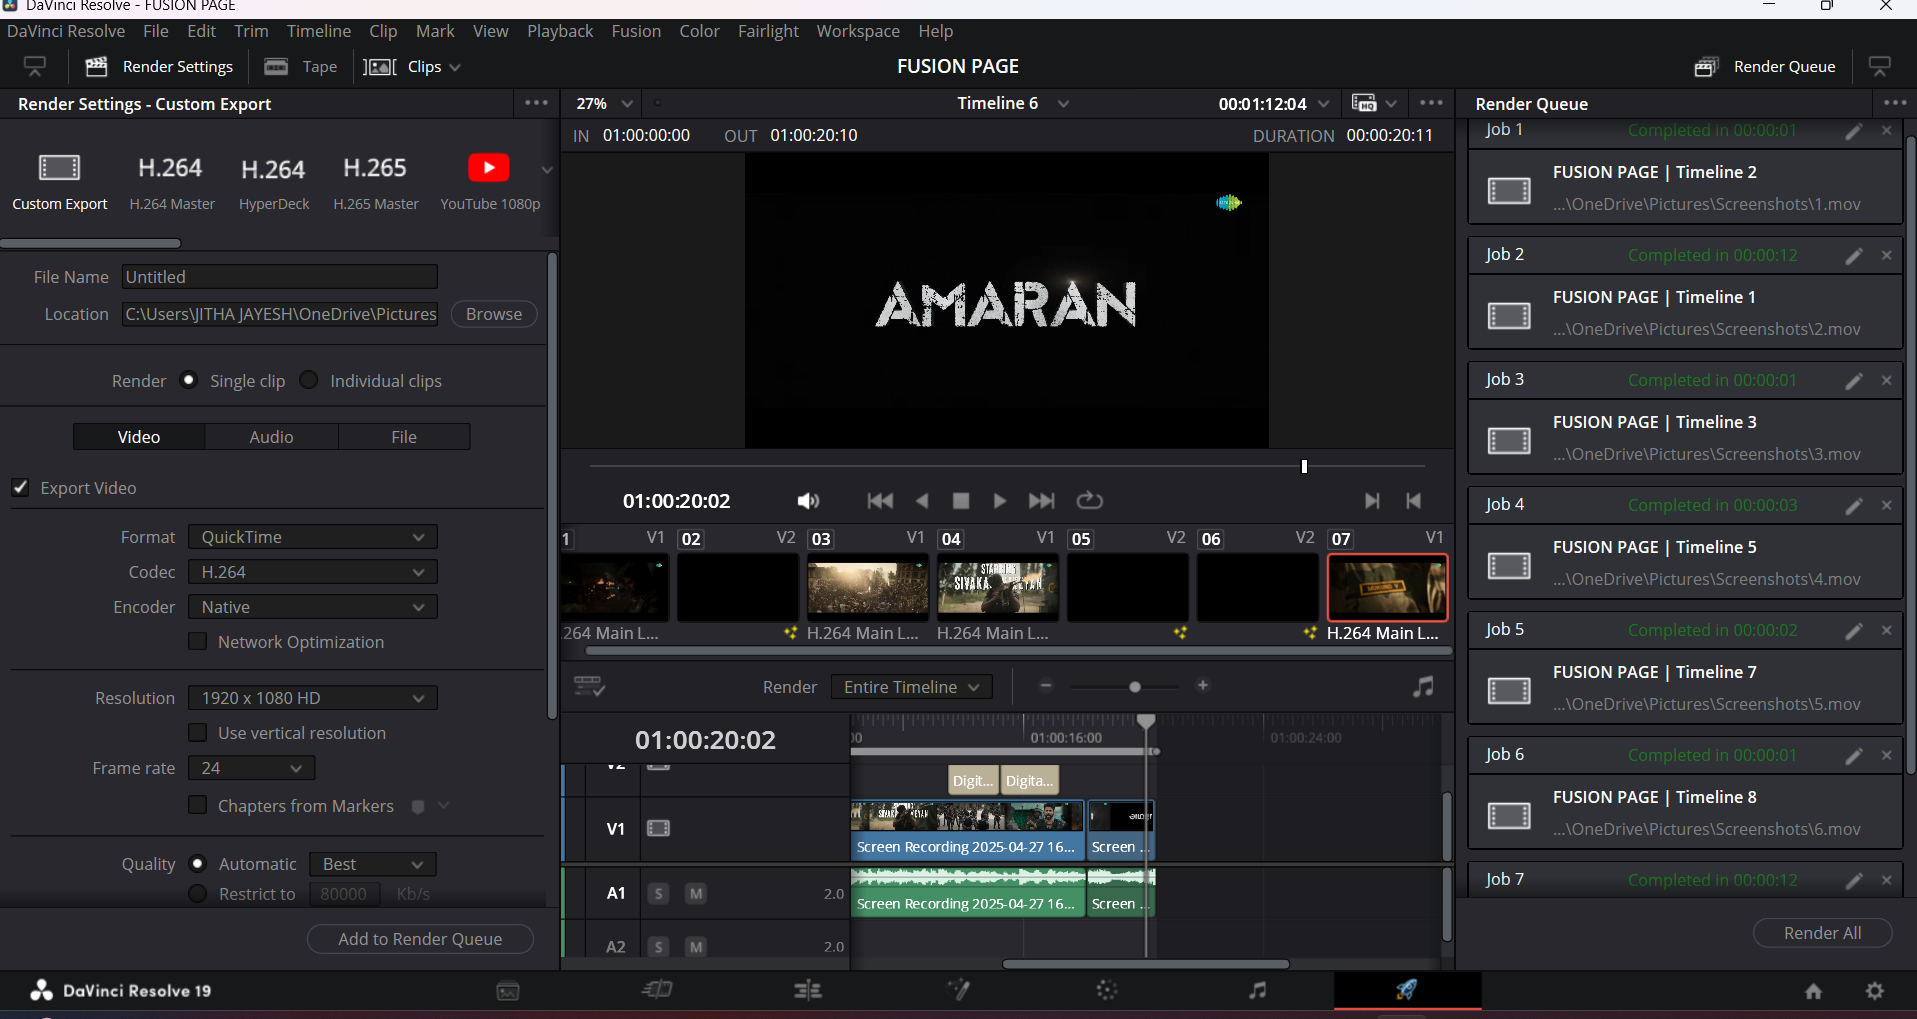 DaVinci Resolve - FUSION PAGE
DaVinci Resolve File Edit Trim Timeline Clip Mark View Playback Fusion Color Fairlight Workspace Help
Render Settings Tape Clips FUSION PAGE Render Queue
Render Settings - Custom Export
27% Timeline 6 00:01:12:04
HQ
Render Queue
IN 01:00:00:00 OUT 01:00:20:10 DURATION 00:00:20:11
H.264 H.264 H.265
Custom Export H.264 Master HyperDeck H.265 Master YouTube 1080p
File Name Untitled
Location C:\Users\JITHA JAYESH\OneDrive\Pictures Browse
Render Single clip Individual clips
Video Audio File
Export Video
Format QuickTime
Codec H.264
Encoder Native
Network Optimization
Resolution 1920 x 1080 HD
Use vertical resolution
Frame rate 24
Chapters from Markers
Quality Automatic Best
Restrict to 80000 Kb/s
Add to Render Queue
AMARAN
01:00:20:02
1 V1 02 V2 03 V1 04 V1 05 V2 06 V2 07 V1
STARRING
.264 Main L... H.264 Main L... H.264 Main L... H.264 Main L...
Render Entire Timeline
01:00:20:02
00 01:00:16:00 01:00:24:00
V2 Digit... Digita...
V1
Screen Recording 2025-04-27 16... Screen ...
A1 S M 2.0
Screen Recording 2025-04-27 16... Screen ...
A2 S M 2.0
Job 1 Completed in 00:00:01
FUSION PAGE | Timeline 2
...\OneDrive\Pictures\Screenshots\1.mov
Job 2 Completed in 00:00:12
FUSION PAGE | Timeline 1
...\OneDrive\Pictures\Screenshots\2.mov
Job 3 Completed in 00:00:01
FUSION PAGE | Timeline 3
...\OneDrive\Pictures\Screenshots\3.mov
Job 4 Completed in 00:00:03
FUSION PAGE | Timeline 5
...\OneDrive\Pictures\Screenshots\4.mov
Job 5 Completed in 00:00:02
FUSION PAGE | Timeline 7
...\OneDrive\Pictures\Screenshots\5.mov
Job 6 Completed in 00:00:01
FUSION PAGE | Timeline 8
...\OneDrive\Pictures\Screenshots\6.mov
Job 7 Completed in 00:00:12
Render All
DaVinci Resolve 19